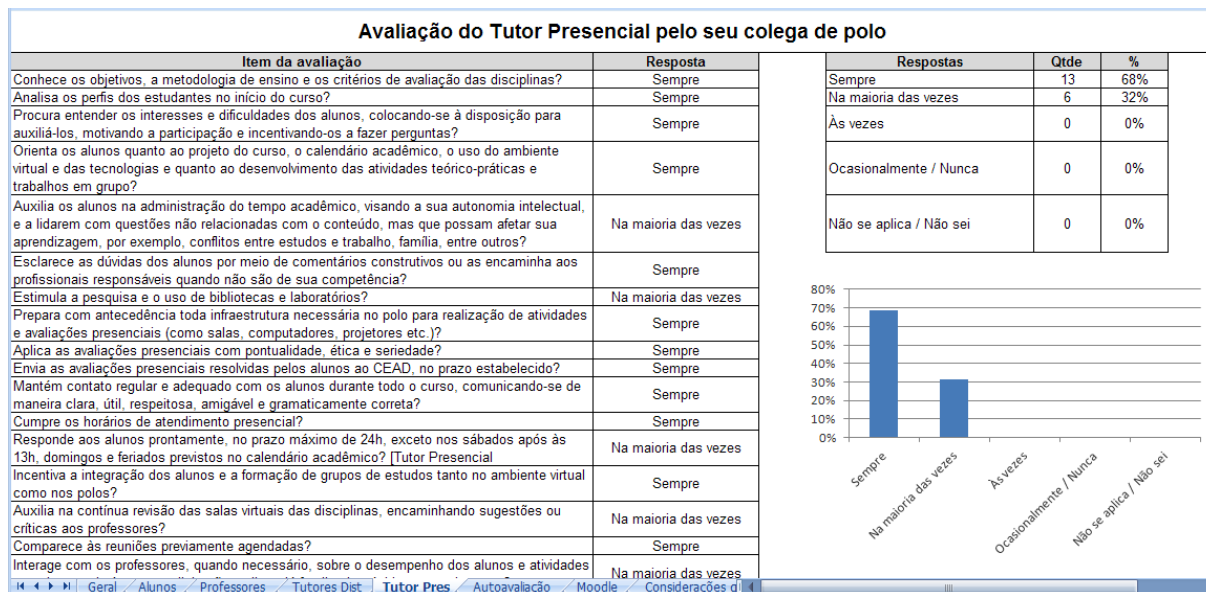 Avaliação do Tutor Presencial pelo seu colega de polo
Item da avaliação Resposta
Conhece os objetivos, a metodologia de ensino e os critérios de avaliação das disciplinas? Sempre
Analisa os perfis dos estudantes no início do curso? Sempre
Procura entender os interesses e dificuldades dos alunos, colocando-se à disposição para
auxiliá-los, motivando a participação e incentivando-os a fazer perguntas?
Sempre
Orienta os alunos quanto ao projeto do curso, o calendário acadêmico, o uso do ambiente
virtual e das tecnologias e quanto ao desenvolvimento das atividades teórico-práticas e
trabalhos em grupo?
Sempre
Auxilia os alunos na administração do tempo acadêmico, visando a sua autonomia intelectual,
e a lidarem com questões não relacionadas com o conteúdo, mas que possam afetar sua
aprendizagem, por exemplo, conflitos entre estudos e trabalho, família, entre outros?
Na maioria das vezes
Esclarece as dúvidas dos alunos por meio de comentários construtivos ou as encaminha aos
profissionais responsáveis quando não são de sua competência?
Sempre
Estimula a pesquisa e o uso de bibliotecas e laboratórios? Na maioria das vezes
Prepara com antecedência toda infraestrutura necessária no polo para realização de atividades
e avaliações presenciais (como salas, computadores, projetores etc.)?
Sempre
Aplica as avaliações presenciais com pontualidade, ética e seriedade? Sempre
Envia as avaliações presenciais resolvidas pelos alunos ao CEAD, no prazo estabelecido? Sempre
Mantém contato regular e adequado com os alunos durante todo o curso, comunicando-se de
maneira clara, útil, respeitosa, amigável e gramaticamente correta?
Sempre
Cumpre os horários de atendimento presencial? Sempre
Responde aos alunos prontamente, no prazo máximo de 24h, exceto nos sábados após às
13h, domingos e feriados previstos no calendário acadêmico? [Tutor Presencial
Na maioria das vezes
Incentiva a integração dos alunos e a formação de grupos de estudos tanto no ambiente virtual
como nos polos?
Sempre
Auxilia na contínua revisão das salas virtuais das disciplinas, encaminhando sugestões ou
críticas aos professores?
Na maioria das vezes
Comparece às reuniões previamente agendadas? Sempre
Interage com os professores, quando necessário, sobre o desempenho dos alunos e atividades
Na maioria das vezes
Respostas Qtde %
Sempre 13 68%
Na maioria das vezes 6 32%
Às vezes 0 0%
Ocasionalmente / Nunca 0 0%
Não se aplica / Não sei 0 0%
80%
70%
60%
50%
40%
30%
20%
10%
0%
Sempre
Na maioria das vezes
Às vezes
Ocasionalmente / Nunca
Não se aplica / Não sei
Geral Alunos Professores Tutores Dist Tutor Pres Autoavaliação Moodle Considerações d